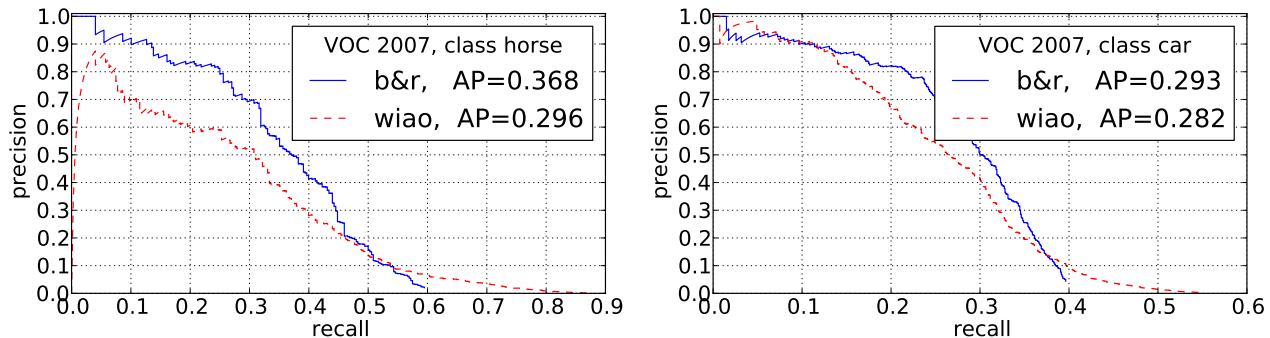 1.0
0.9
0.8
0.7
0.6
0.5
0.4
0.3
0.2
0.1
0.0
precision
0.0 0.1 0.2 0.3 0.4 0.5 0.6 0.7 0.8 0.9
recall
VOC 2007, class horse
b&r, AP=0.368
wiao, AP=0.296
1.0
0.9
0.8
0.7
0.6
0.5
0.4
0.3
0.2
0.1
0.0
precision
0.0 0.1 0.2 0.3 0.4 0.5 0.6
recall
VOC 2007, class car
b&r, AP=0.293
wiao, AP=0.282